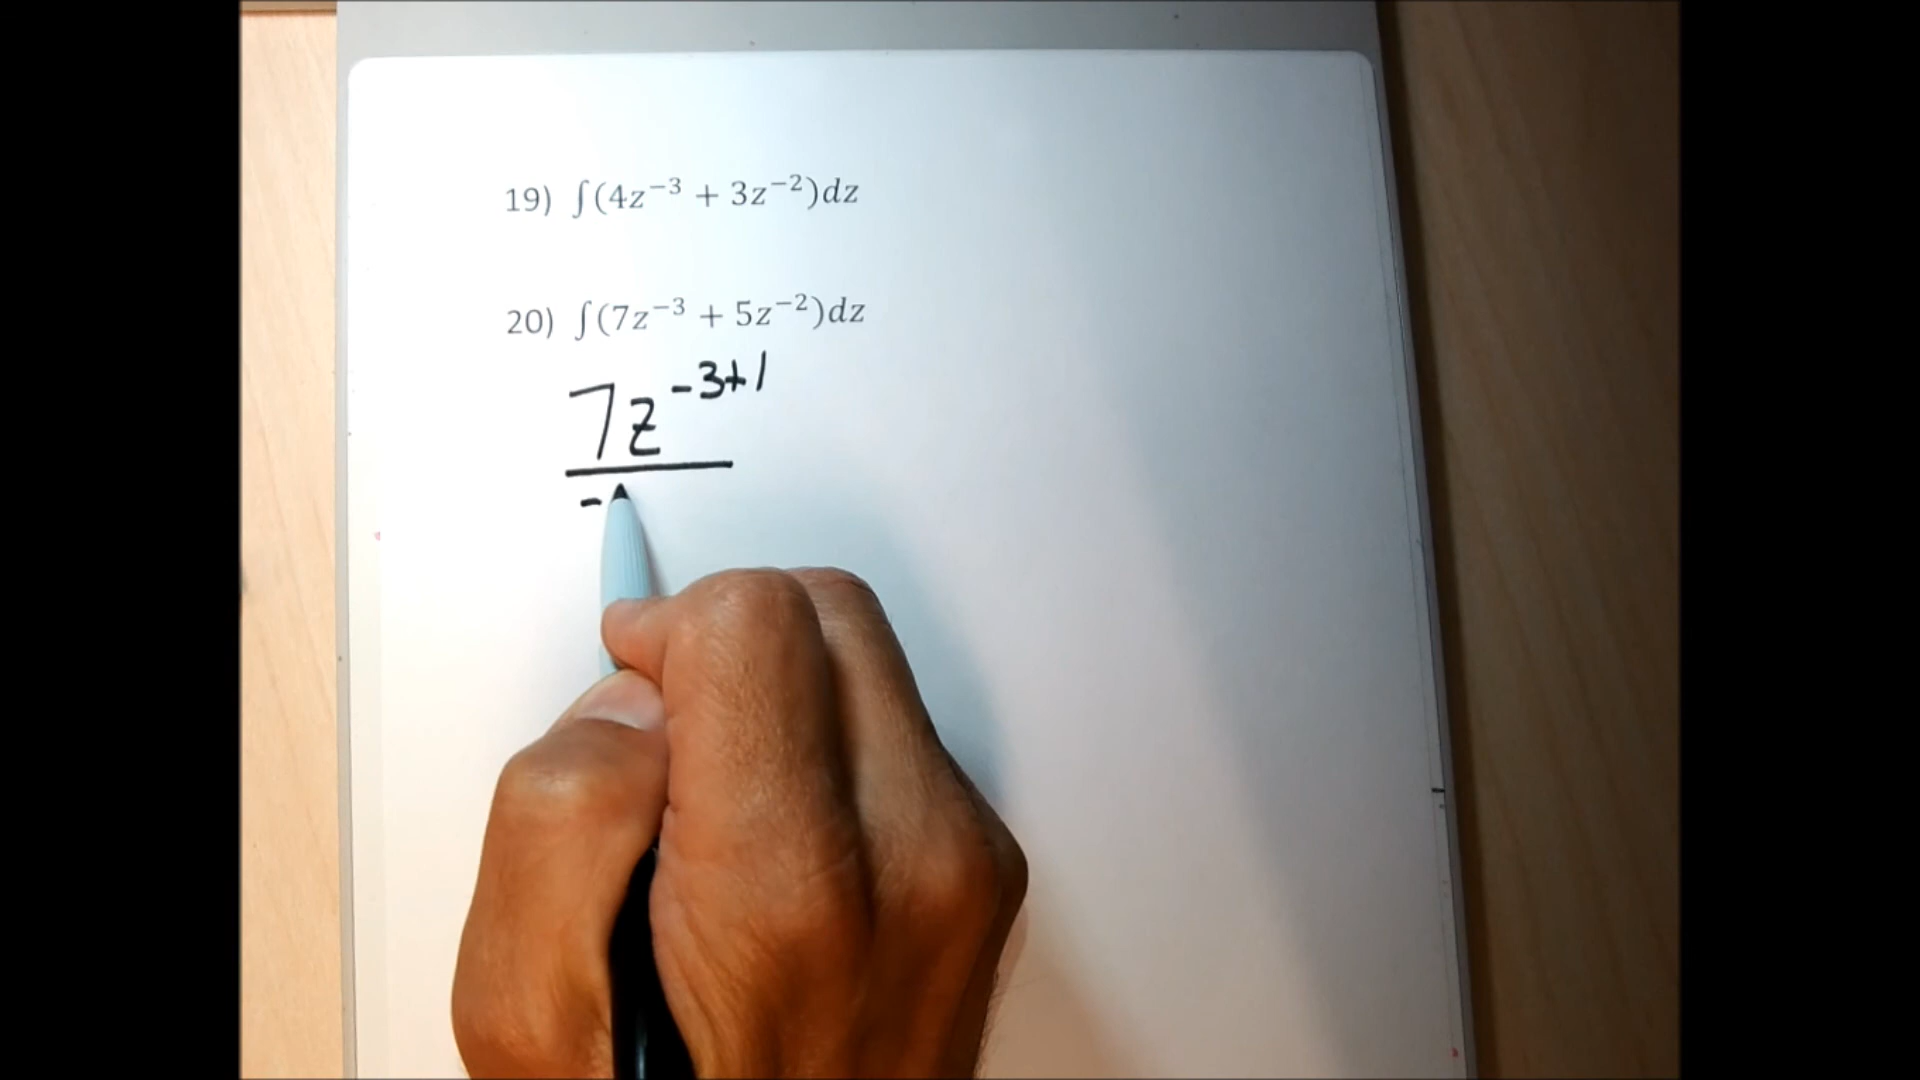 19) ∫(4z⁻³ + 3z⁻²)dz
20) ∫(7z⁻³ + 5z⁻²)dz
7z⁻³⁺¹
-